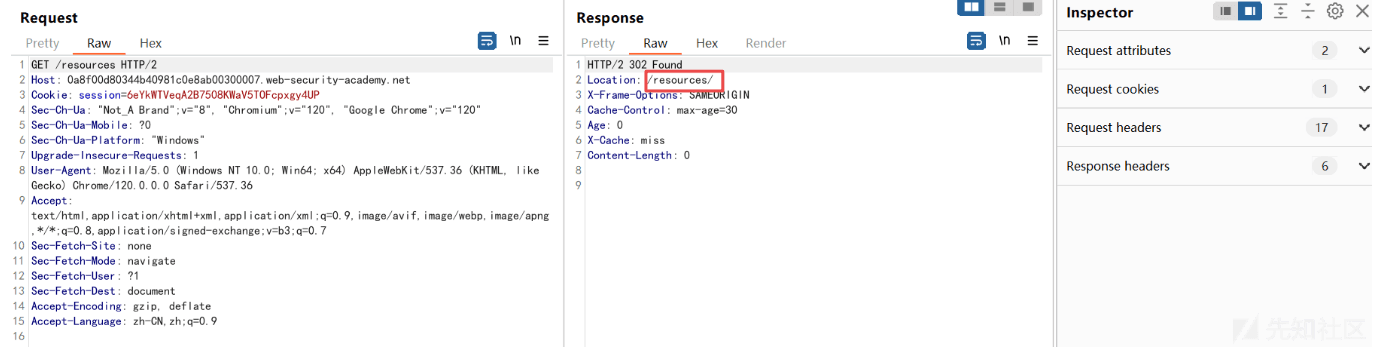 Request
Pretty Raw Hex
\n
1 GET /resources HTTP/2
2 Host: 0a8f00d80344b40981c0e8ab00300007.web-security-academy.net
3 Cookie: session=6eYkWTVeqA2B7508KWaV5TOFcpxgy4UP
4 Sec-Ch-Ua: "Not_A Brand";v="8", "Chromium";v="120", "Google Chrome";v="120"
5 Sec-Ch-Ua-Mobile: ?0
6 Sec-Ch-Ua-Platform: "Windows"
7 Upgrade-Insecure-Requests: 1
8 User-Agent: Mozilla/5.0 (Windows NT 10.0; Win64; x64) AppleWebKit/537.36 (KHTML, like
Gecko) Chrome/120.0.0.0 Safari/537.36
9 Accept:
text/html,application/xhtml+xml,application/xml;q=0.9,image/avif,image/webp,image/apng
,*/*;q=0.8,application/signed-exchange;v=b3;q=0.7
10 Sec-Fetch-Site: none
11 Sec-Fetch-Mode: navigate
12 Sec-Fetch-User: ?1
13 Sec-Fetch-Dest: document
14 Accept-Encoding: gzip, deflate
15 Accept-Language: zh-CN,zh;q=0.9
16
Response
Pretty Raw Hex Render
\n
1 HTTP/2 302 Found
2 Location: /resources/
3 X-Frame-Options: SAMEORIGIN
4 Cache-Control: max-age=30
5 Age: 0
6 X-Cache: miss
7 Content-Length: 0
8
9
Inspector
Request attributes 2
Request cookies 1
Request headers 17
Response headers 6
先知社区